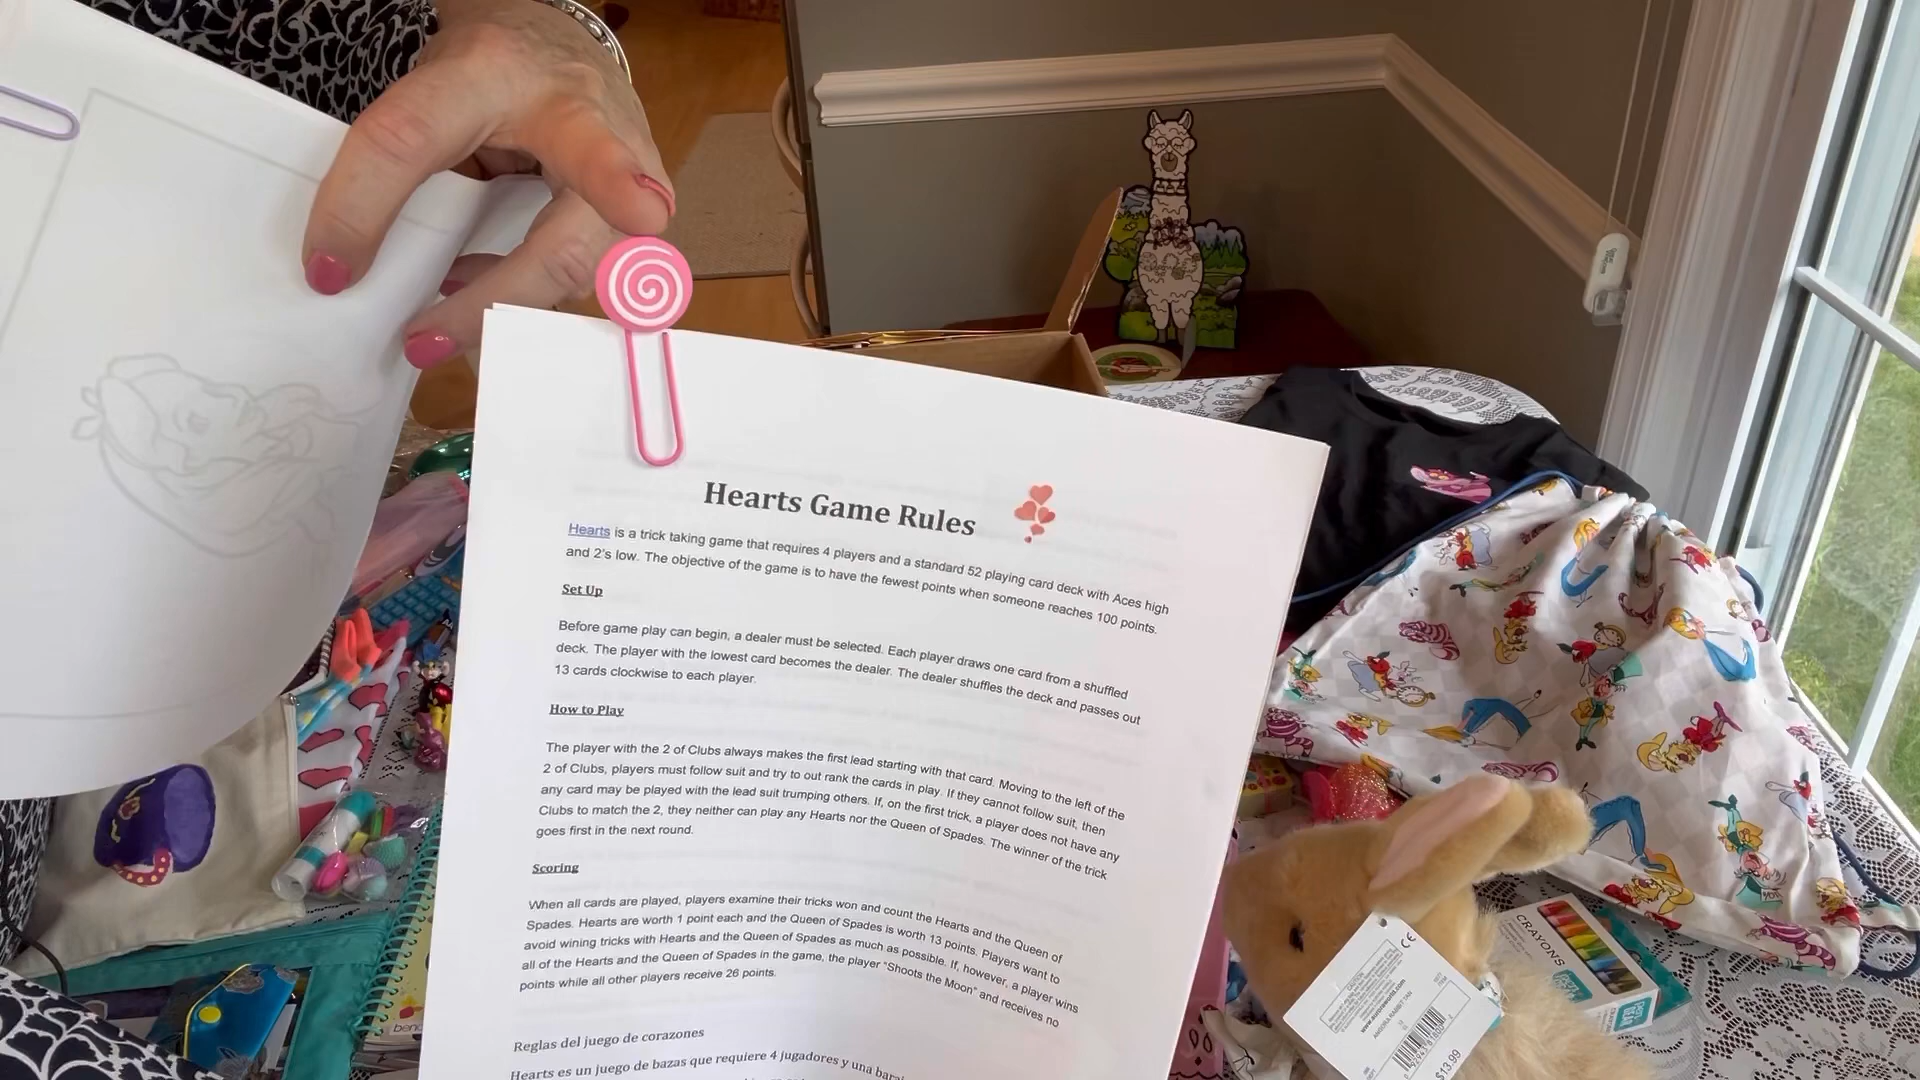 Hearts Game Rules
Hearts is a trick taking game that requires 4 players and a standard 52 playing card deck with Aces high
and 2's low. The objective of the game is to have the fewest points when someone reaches 100 points.
Set Up
Before game play can begin, a dealer must be selected. Each player draws one card from a shuffled
deck. The player with the lowest card becomes the dealer. The dealer shuffles the deck and passes out
13 cards clockwise to each player.
How to Play
The player with the 2 of Clubs always makes the first lead starting with that card. Moving to the left of the
2 of Clubs, players must follow suit and try to out rank the cards in play. If they cannot follow suit, then
any card may be played with the lead suit trumping others. If, on the first trick, a player does not have any
Clubs to match the 2, they neither can play any Hearts nor the Queen of Spades. The winner of the trick
goes first in the next round.
Scoring
When all cards are played, players examine their tricks won and count the Hearts and the Queen of
Spades. Hearts are worth 1 point each and the Queen of Spades is worth 13 points. Players want to
avoid wining tricks with Hearts and the Queen of Spades as much as possible. If, however, a player wins
all of the Hearts and the Queen of Spades in the game, the player "Shoots the Moon" and receives no
points while all other players receive 26 points.
Reglas del juego de corazones
Hearts es un juego de bazas que requiere 4 jugadores y una
CRAYONS
CE
www.auroraworld.com
ANGORA RABBIT TAN
$13.99